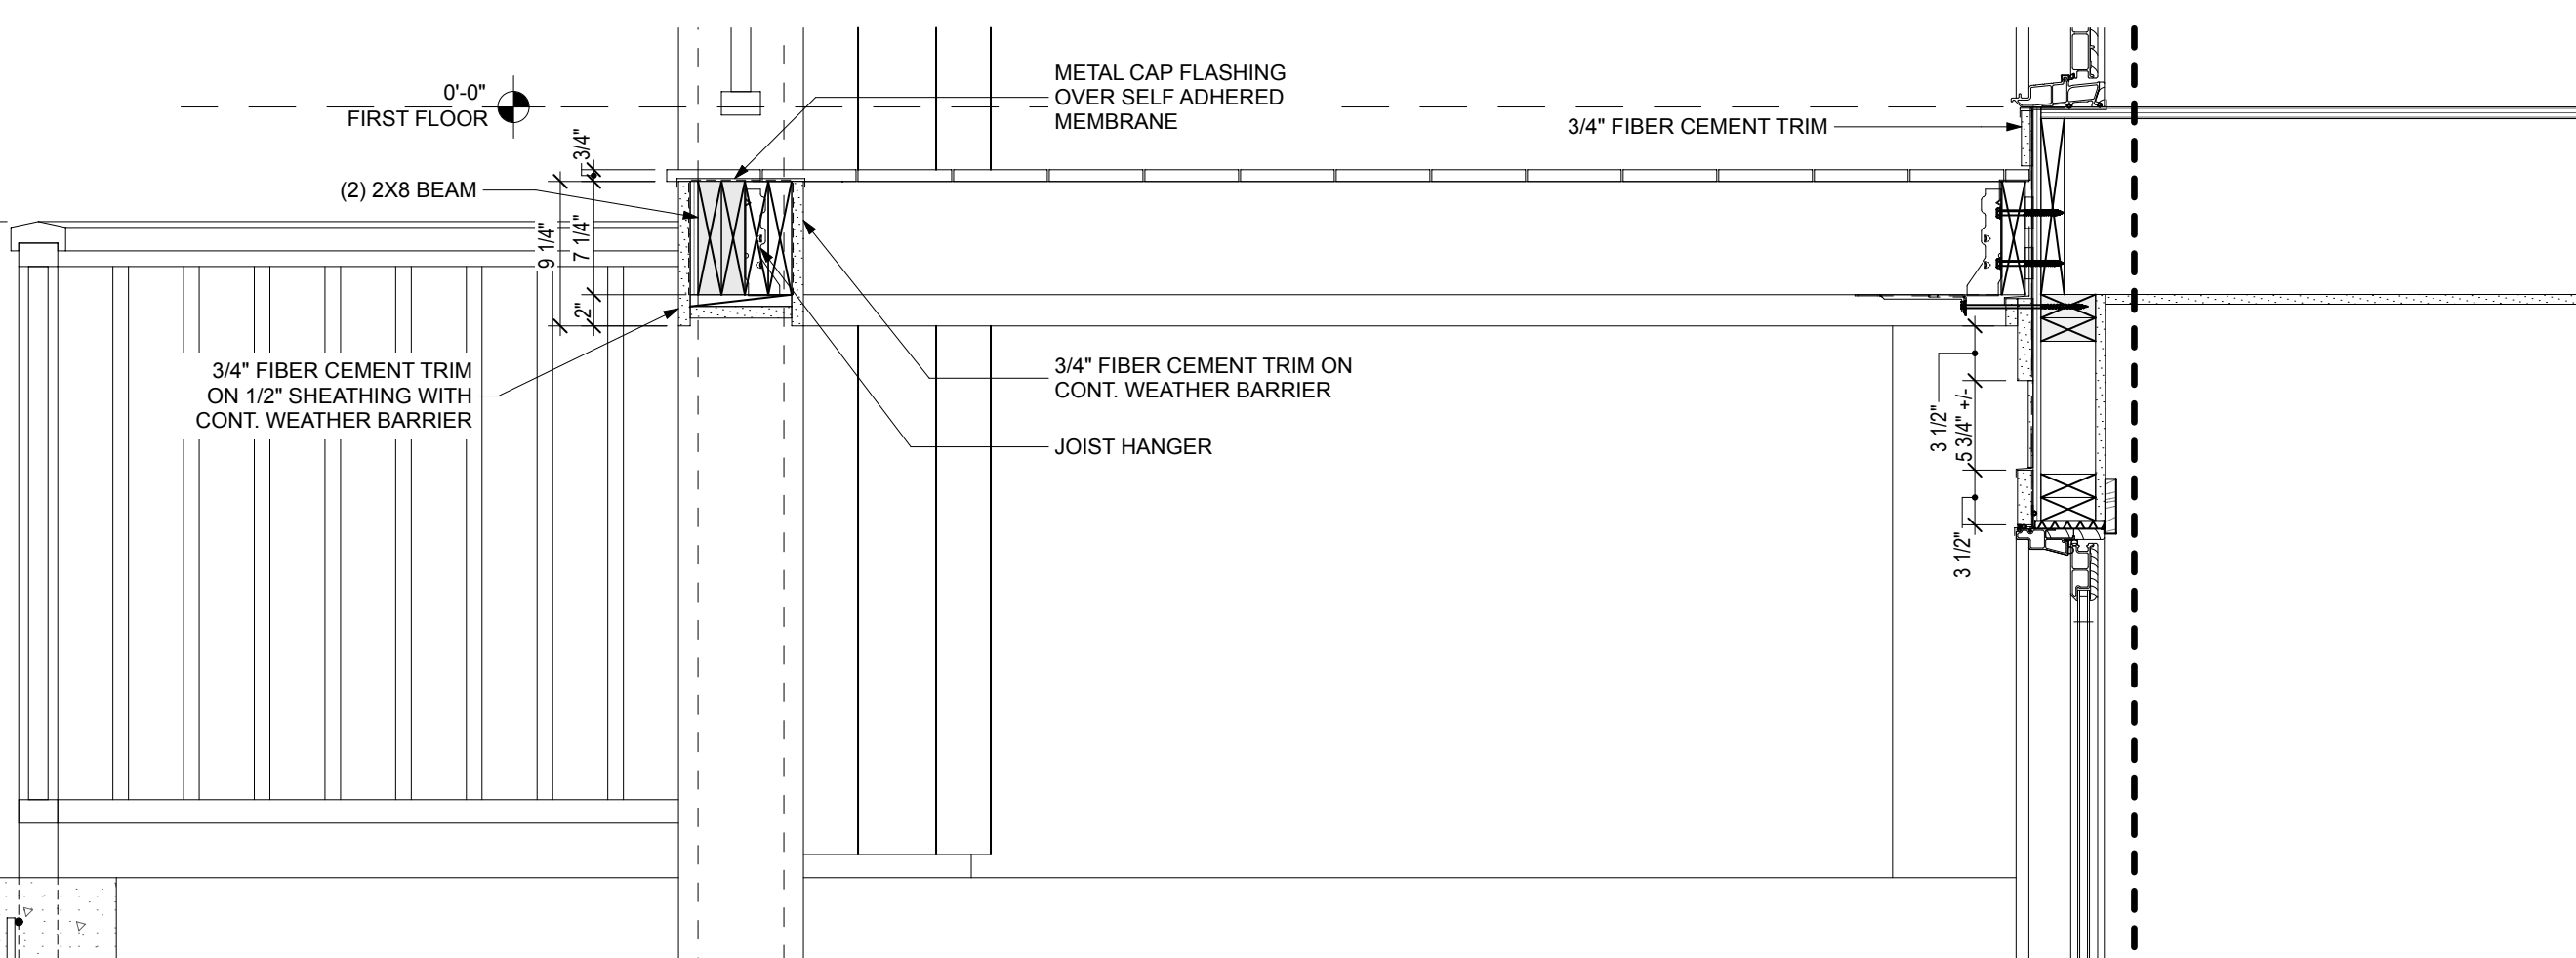 METAL CAP FLASHING
OVER SELF ADHERED
MEMBRANE
0'-0"
FIRST FLOOR
3/4" FIBER CEMENT TRIM
3/4"
(2) 2X8 BEAM
9 1/4"
7 1/4"
2"
3/4" FIBER CEMENT TRIM
ON 1/2" SHEATHING WITH
CONT. WEATHER BARRIER
3/4" FIBER CEMENT TRIM ON
CONT. WEATHER BARRIER
JOIST HANGER
3 1/2"
5 3/4" +/-
3 1/2"